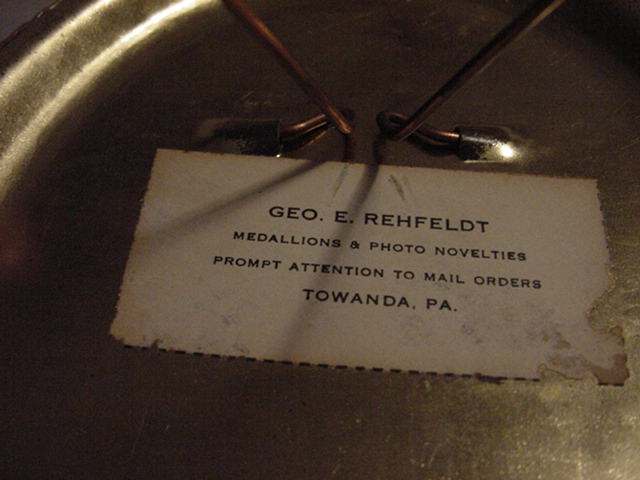 GEO. E. REHFELDT
MEDALLIONS & PHOTO NOVELTIES
PROMPT ATTENTION TO MAIL ORDERS
TOWANDA, PA.